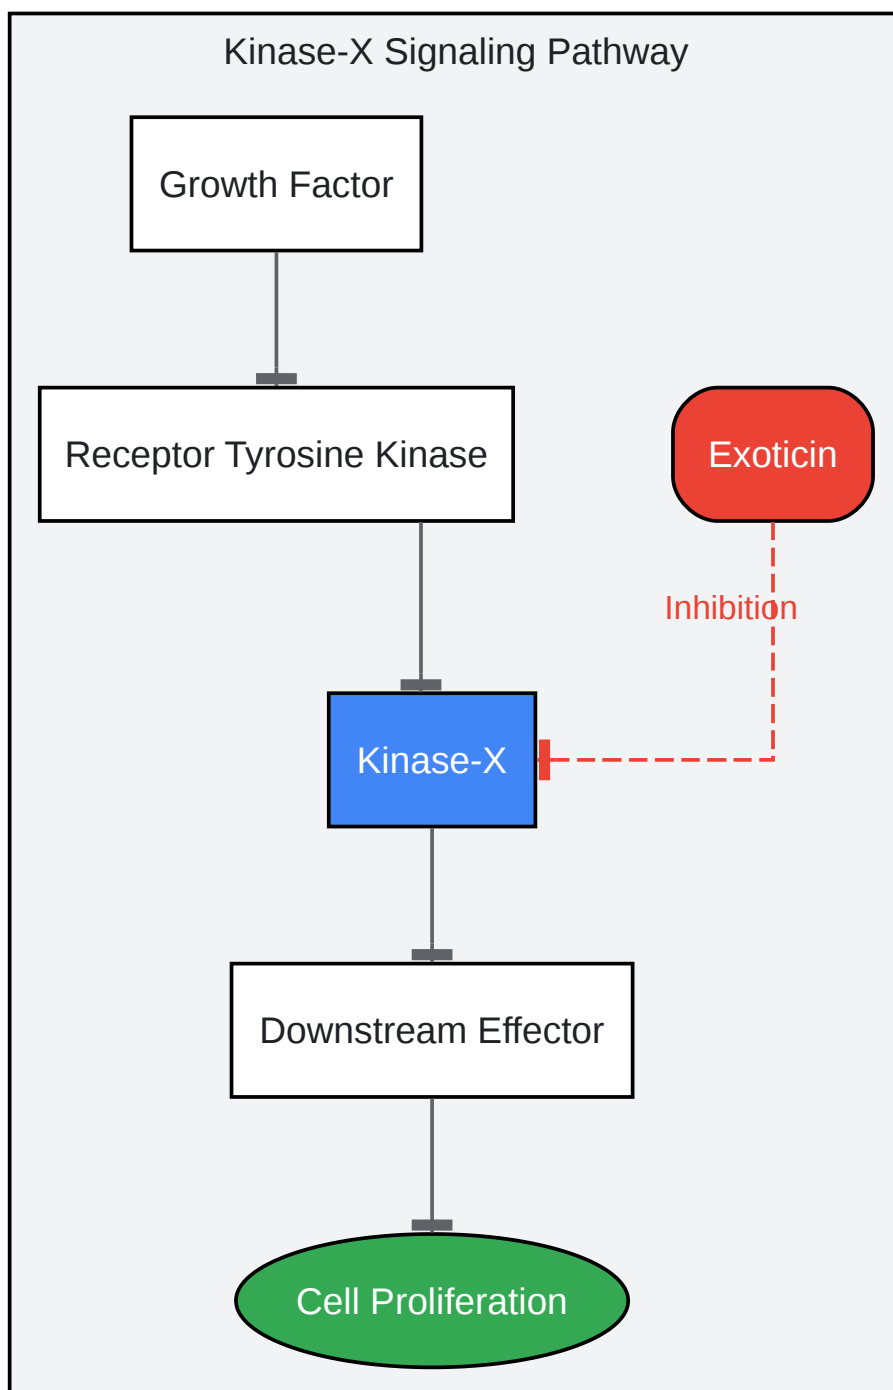 Kinase-X Signaling Pathway
Growth Factor
Receptor Tyrosine Kinase
Exoticin
Inhibition
Kinase-X
Downstream Effector
Cell Proliferation